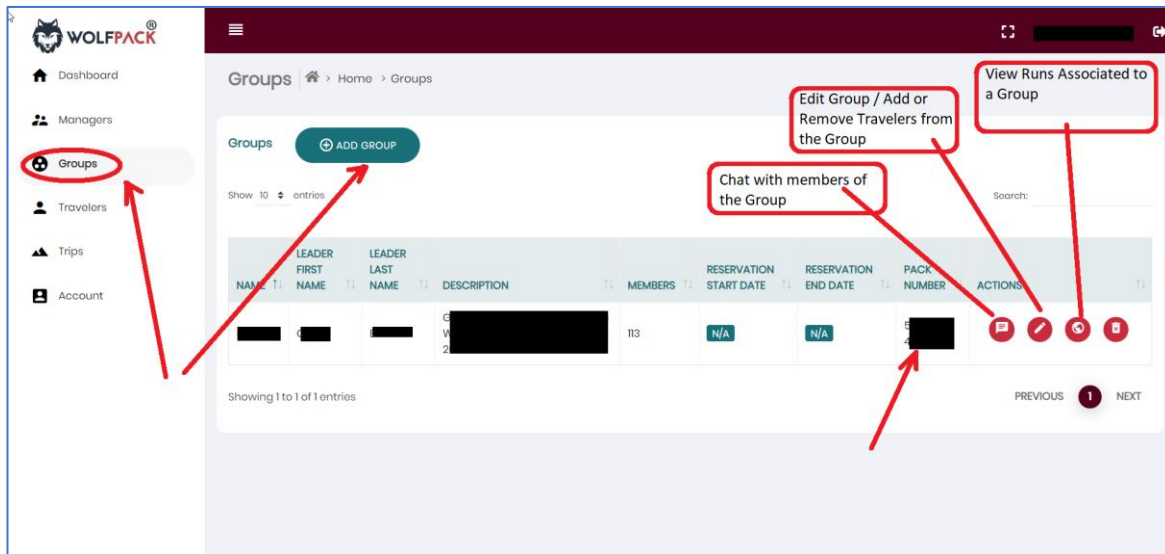 WOLFPACK®
Dashboard
Managers
Groups
Travelers
Trips
Account
Groups > Home > Groups
View Runs Associated to
a Group
Edit Group / Add or
Remove Travelers from
the Group
Groups
ADD GROUP
Chat with members of
the Group
Show 10 entries
Search:
NAME
LEADER
FIRST
NAME
LEADER
LAST
NAME
DESCRIPTION
MEMBERS
RESERVATION
START DATE
RESERVATION
END DATE
PACK
NUMBER
ACTIONS
G
W
2
113
N/A
N/A
5
4
Showing 1 to 1 of 1 entries
PREVIOUS 1 NEXT